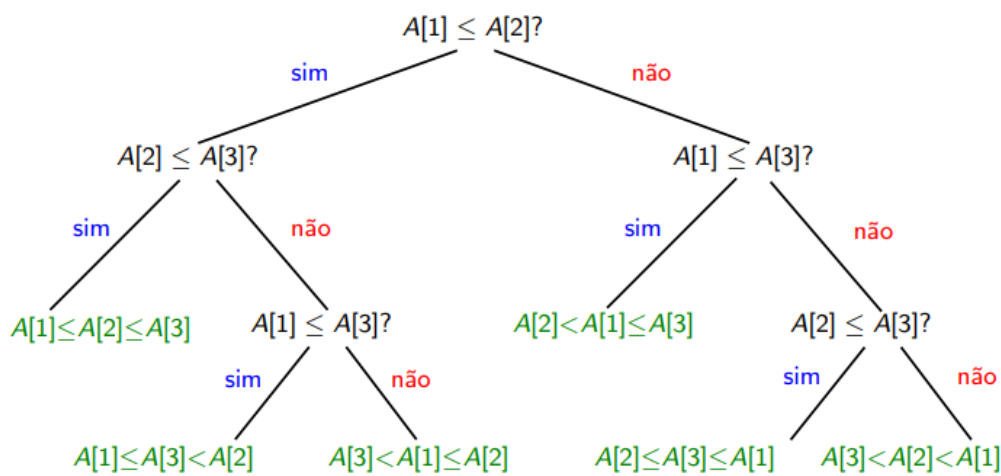 A[1] ≤ A[2]?
sim
não
A[2] ≤ A[3]?
A[1] ≤ A[3]?
sim
não
sim
não
A[1]≤A[2]≤A[3]
A[1] ≤ A[3]?
A[2]<A[1]≤A[3]
A[2] ≤ A[3]?
sim
não
sim
não
A[1]≤A[3]<A[2]
A[3]<A[1]≤A[2]
A[2]≤A[3]≤A[1]
A[3]<A[2]<A[1]